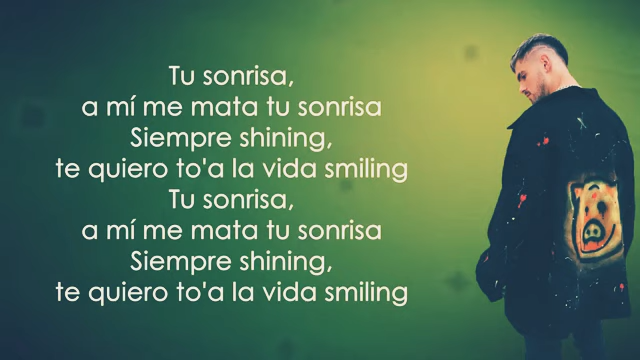 Tu sonrisa,
a mí me mata tu sonrisa
Siempre shining,
te quiero to'a la vida smiling
Tu sonrisa,
a mí me mata tu sonrisa
Siempre shining,
te quiero to'a la vida smiling